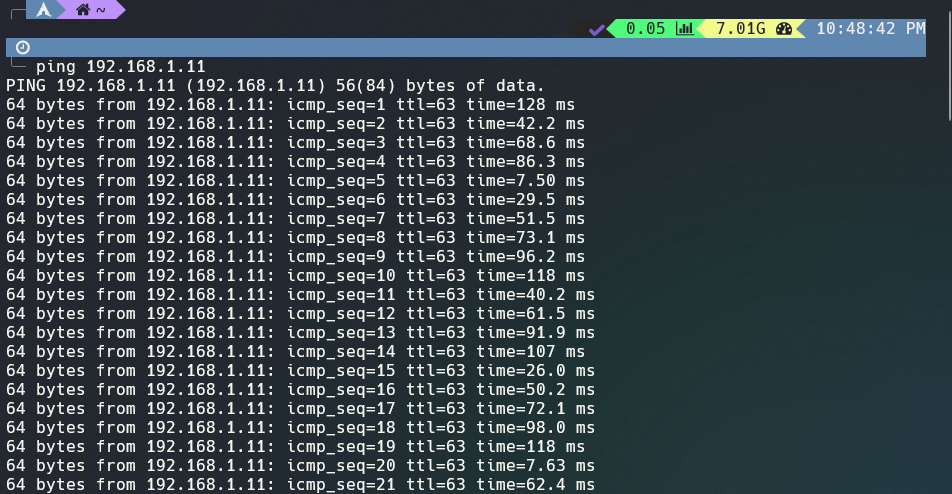 ~
0.05 7.01G 10:48:42 PM
ping 192.168.1.11
PING 192.168.1.11 (192.168.1.11) 56(84) bytes of data.
64 bytes from 192.168.1.11: icmp_seq=1 ttl=63 time=128 ms
64 bytes from 192.168.1.11: icmp_seq=2 ttl=63 time=42.2 ms
64 bytes from 192.168.1.11: icmp_seq=3 ttl=63 time=68.6 ms
64 bytes from 192.168.1.11: icmp_seq=4 ttl=63 time=86.3 ms
64 bytes from 192.168.1.11: icmp_seq=5 ttl=63 time=7.50 ms
64 bytes from 192.168.1.11: icmp_seq=6 ttl=63 time=29.5 ms
64 bytes from 192.168.1.11: icmp_seq=7 ttl=63 time=51.5 ms
64 bytes from 192.168.1.11: icmp_seq=8 ttl=63 time=73.1 ms
64 bytes from 192.168.1.11: icmp_seq=9 ttl=63 time=96.2 ms
64 bytes from 192.168.1.11: icmp_seq=10 ttl=63 time=118 ms
64 bytes from 192.168.1.11: icmp_seq=11 ttl=63 time=40.2 ms
64 bytes from 192.168.1.11: icmp_seq=12 ttl=63 time=61.5 ms
64 bytes from 192.168.1.11: icmp_seq=13 ttl=63 time=91.9 ms
64 bytes from 192.168.1.11: icmp_seq=14 ttl=63 time=107 ms
64 bytes from 192.168.1.11: icmp_seq=15 ttl=63 time=26.0 ms
64 bytes from 192.168.1.11: icmp_seq=16 ttl=63 time=50.2 ms
64 bytes from 192.168.1.11: icmp_seq=17 ttl=63 time=72.1 ms
64 bytes from 192.168.1.11: icmp_seq=18 ttl=63 time=98.0 ms
64 bytes from 192.168.1.11: icmp_seq=19 ttl=63 time=118 ms
64 bytes from 192.168.1.11: icmp_seq=20 ttl=63 time=7.63 ms
64 bytes from 192.168.1.11: icmp_seq=21 ttl=63 time=62.4 ms